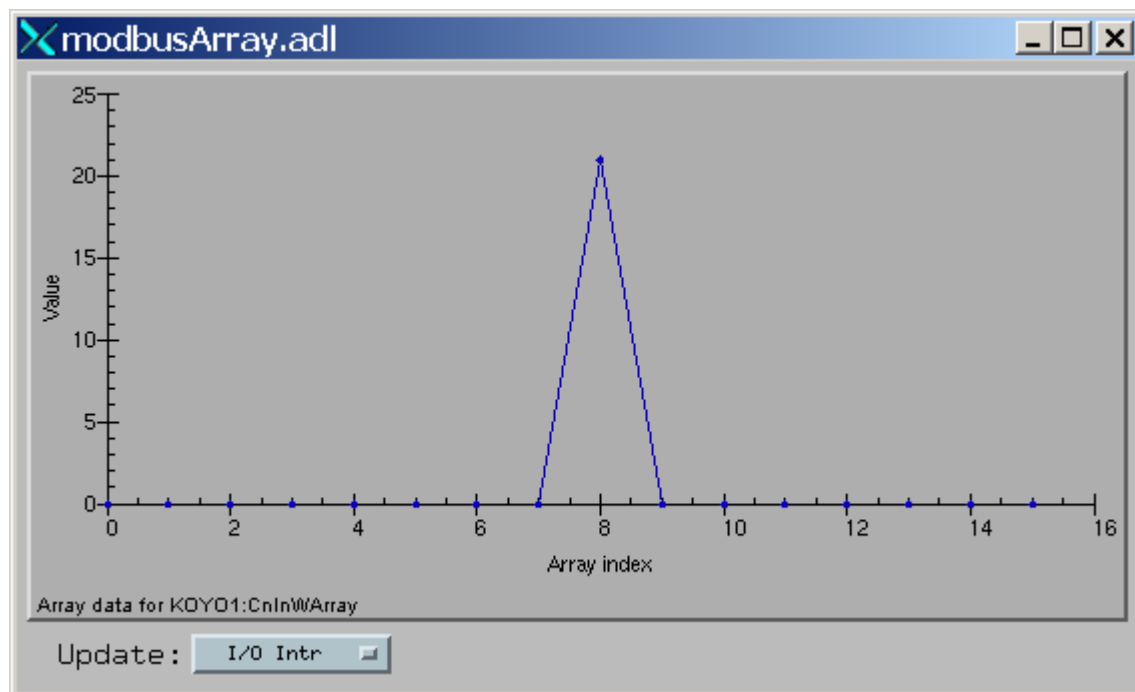 modbusArray.adl
25
20
15
10
5
0
Value
0 2 4 6 8 10 12 14 16
Array index
Array data for KOYO1:CnInWArray
Update: I/O Intr